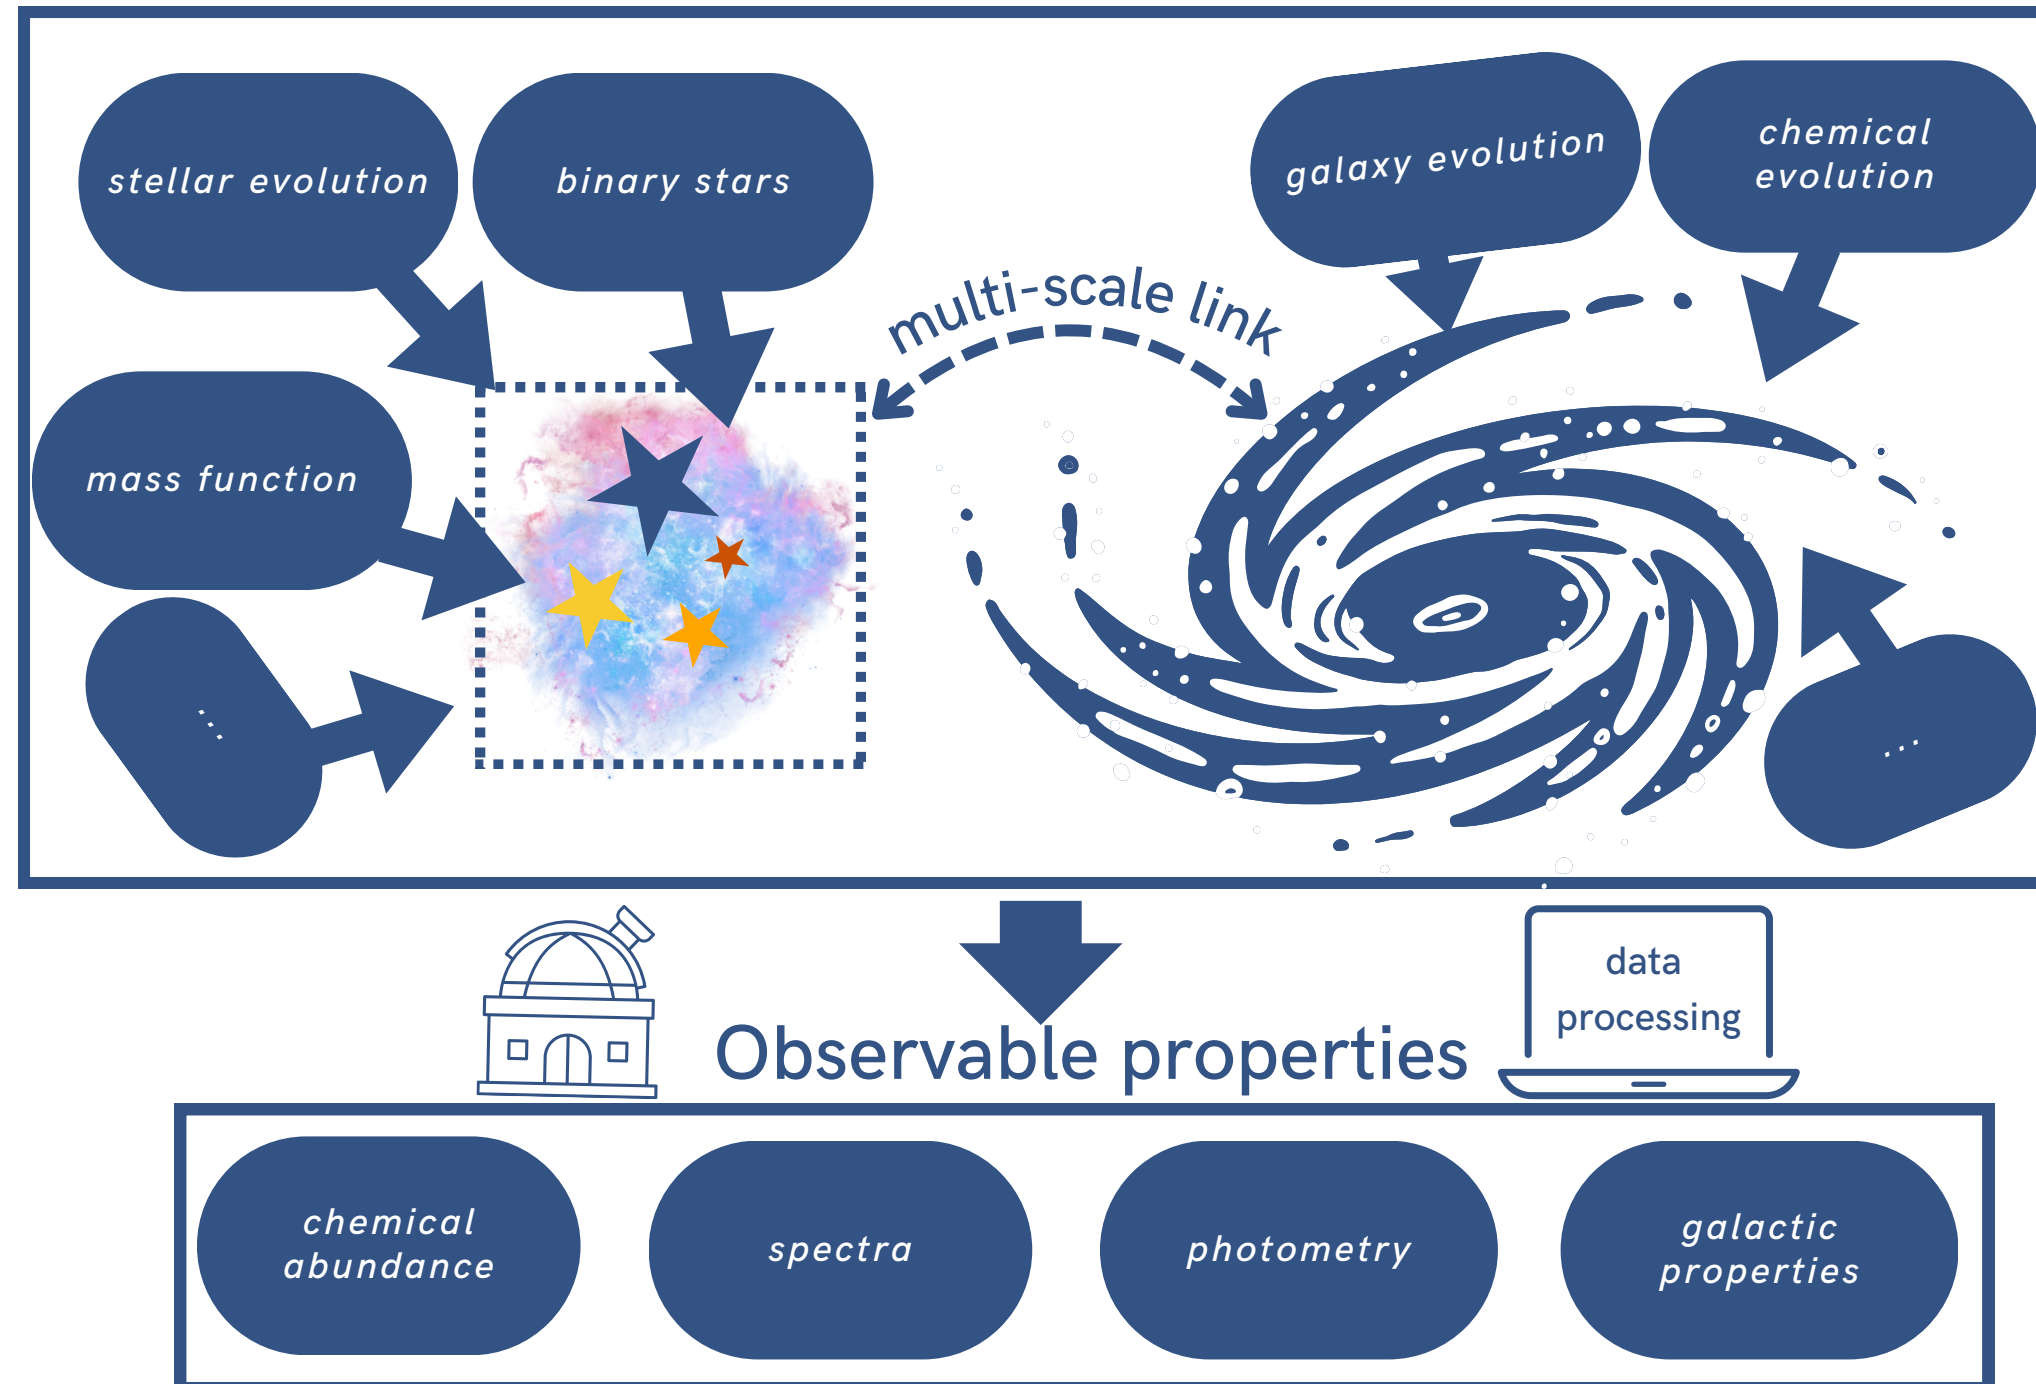 stellar evolution
binary stars
galaxy evolution
chemical
evolution
multi-scale link
mass function
...
...
data
processing
Observable properties
chemical
abundance
spectra
photometry
galactic
properties